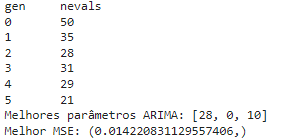 gen nevals
0 50
1 35
2 28
3 31
4 29
5 21
Melhores parâmetros ARIMA: [28, 0, 10]
Melhor MSE: (0.014220831129557406,)